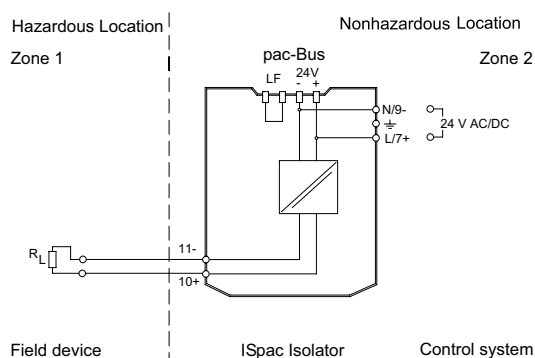 Hazardous Location
Nonhazardous Location
Zone 1
pac-Bus
Zone 2
LF
24V
- +
N/9-
24 V AC/DC
L/7+
RL
11-
10+
Field device
ISpac Isolator
Control system